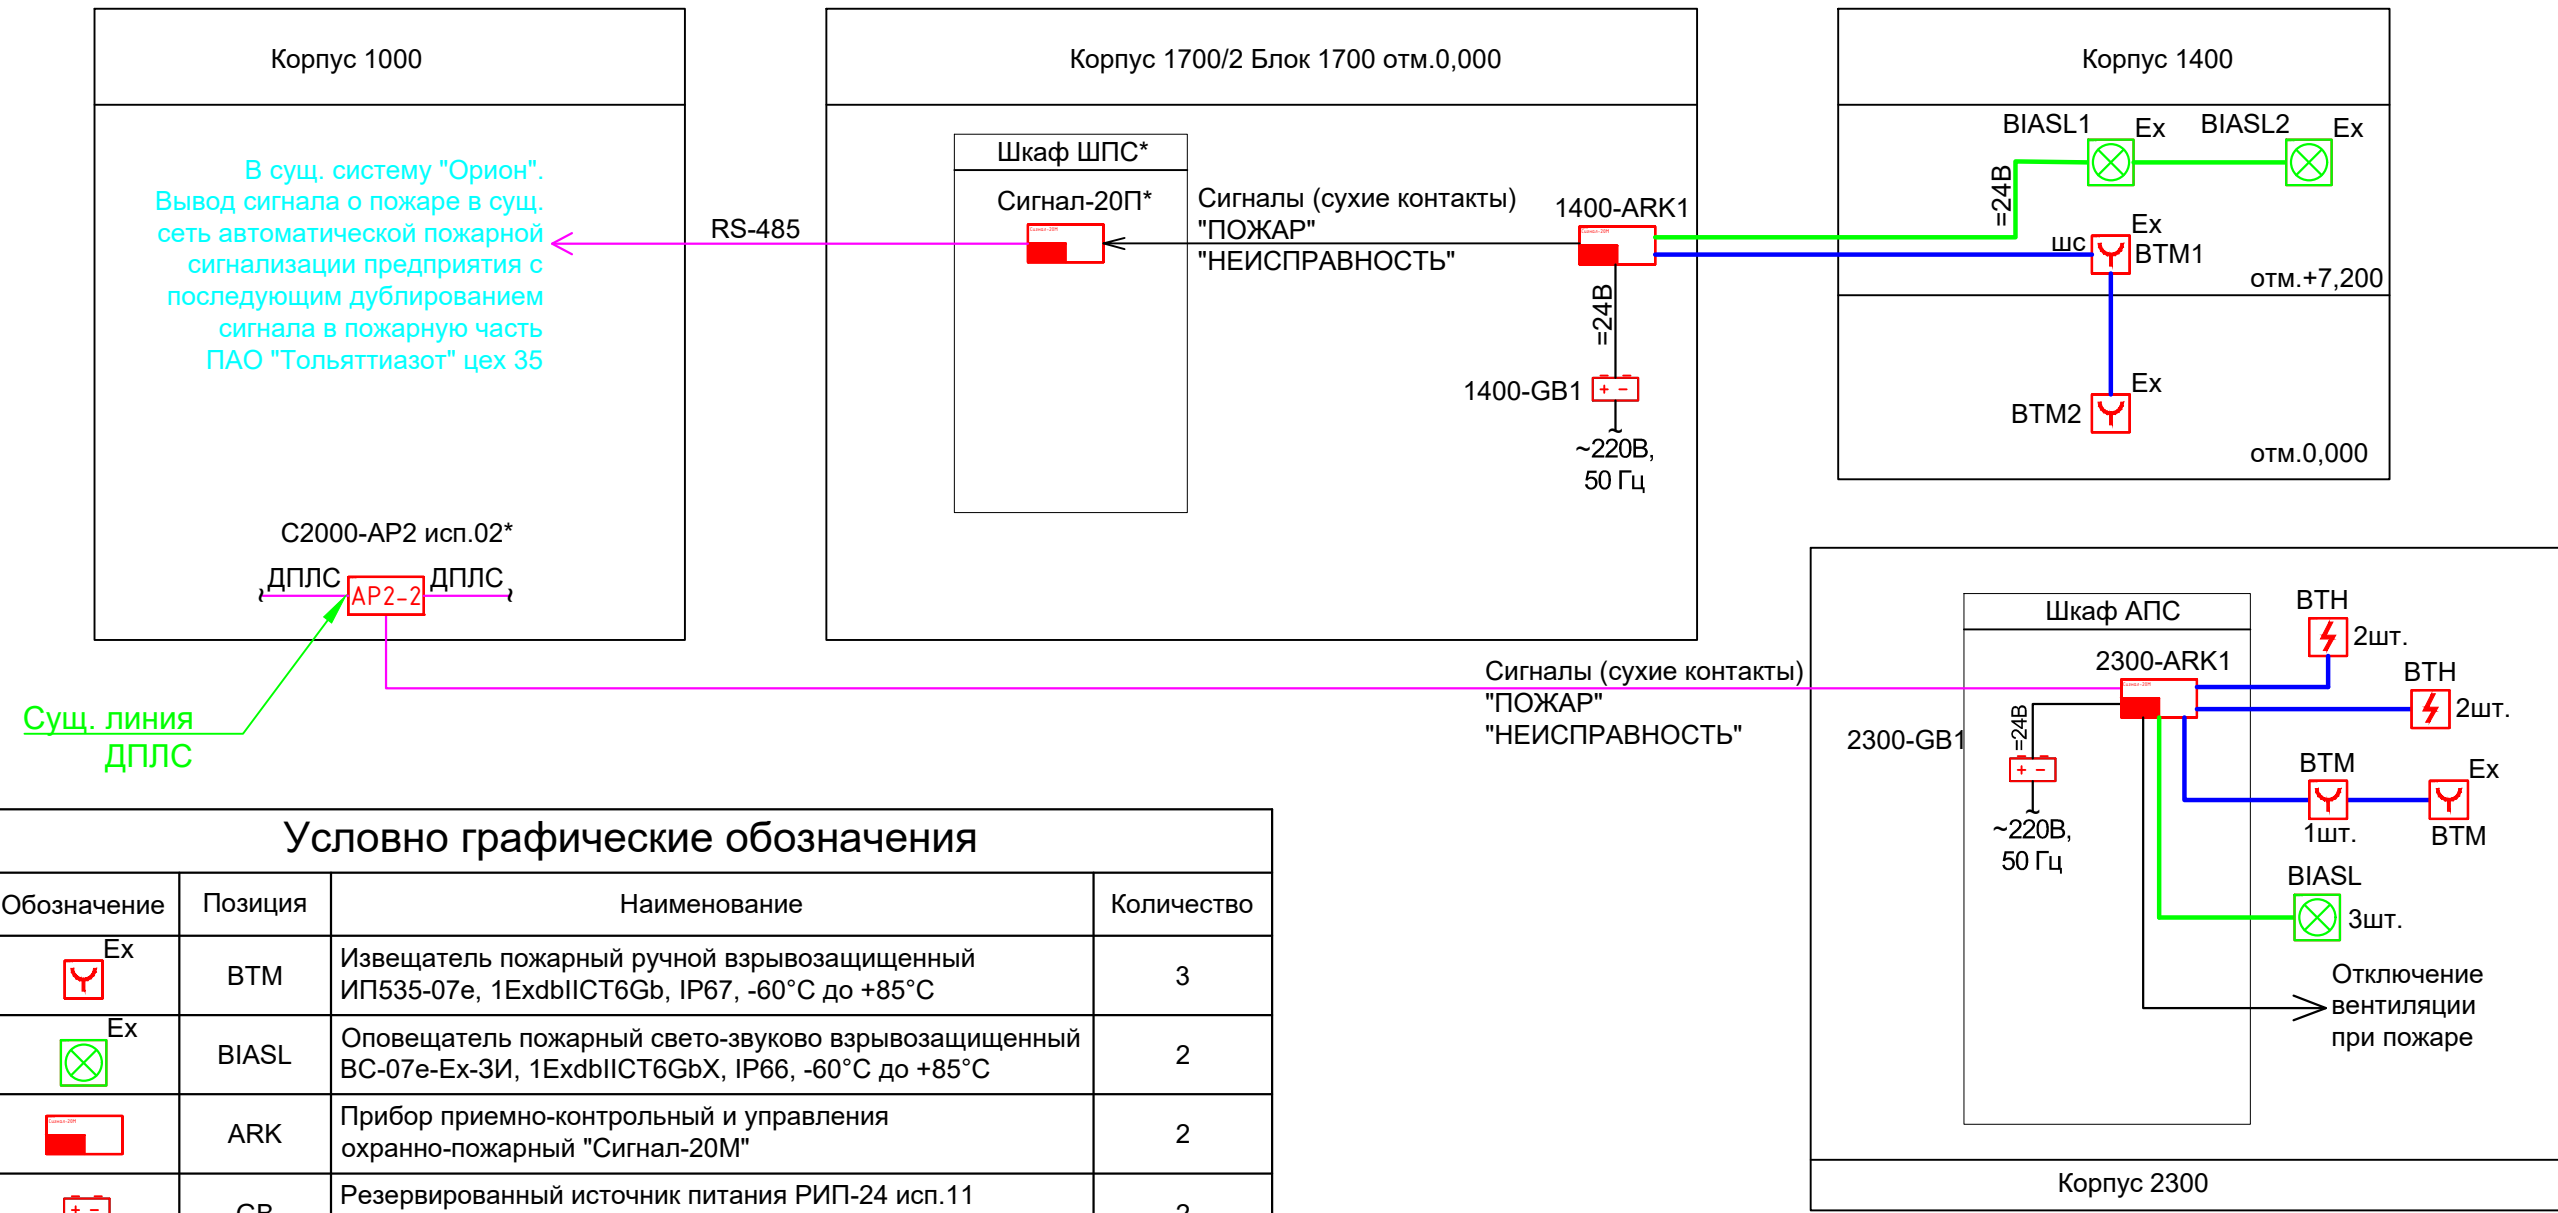 Корпус 1000
В сущ. систему "Орион".
Вывод сигнала о пожаре в сущ.
сеть автоматической пожарной
сигнализации предприятия с
последующим дублированием
сигнала в пожарную часть
ПАО "Тольяттиазот" цех 35
С2000-АР2 исп.02*
ДПЛС
АР2-2
ДПЛС
Сущ. линия
ДПЛС
RS-485
Корпус 1700/2 Блок 1700 отм.0,000
Шкаф ШПС*
Сигнал-20П*
Сигналы (сухие контакты)
"ПОЖАР"
"НЕИСПРАВНОСТЬ"
1400-ARK1
=24В
1400-GB1
+ -
~220В,
50 Гц
Корпус 1400
BIASL1
Ex
BIASL2
Ex
=24В
шс
Ex
BTM1
отм.+7,200
Ex
BTM2
отм.0,000
Сигналы (сухие контакты)
"ПОЖАР"
"НЕИСПРАВНОСТЬ"
Шкаф АПС
2300-ARK1
2300-GB1
=24В
+ -
~220В,
50 Гц
BTH
2шт.
BTH
2шт.
BTM
1шт.
Ex
BTM
BIASL
3шт.
Отключение
вентиляции
при пожаре
Корпус 2300
Условно графические обозначения
Обозначение
Позиция
Наименование
Количество
Ex
BTM
Извещатель пожарный ручной взрывозащищенный
ИП535-07е, 1ExdbIICT6Gb, IP67, -60°С до +85°С
3
Ex
BIASL
Оповещатель пожарный свето-звуково взрывозащищенный
ВС-07е-Ех-ЗИ, 1ExdbIICT6GbX, IP66, -60°С до +85°С
2
ARK
Прибор приемно-контрольный и управления
охранно-пожарный "Сигнал-20М"
2
+ -
GB
Резервированный источник питания РИП-24 исп.11
2